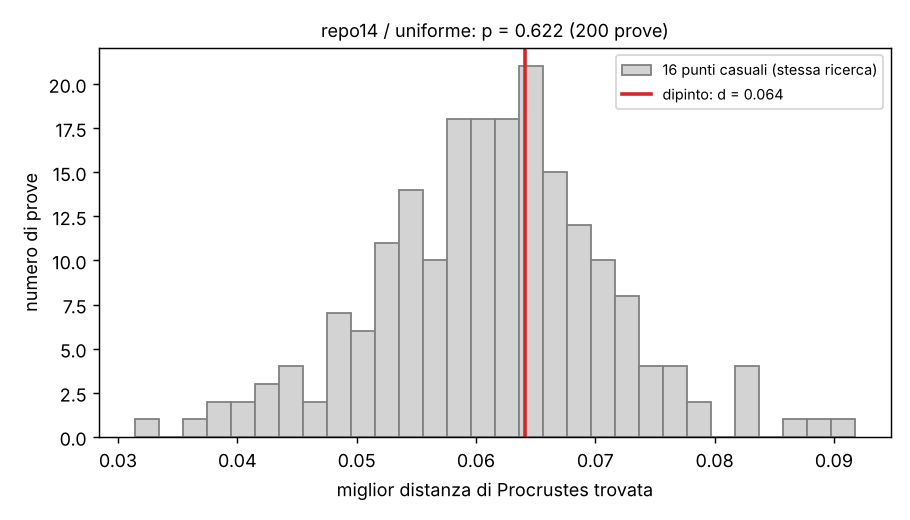 repo14 / uniforme: p = 0.622 (200 prove)
16 punti casuali (stessa ricerca)
dipinto: d = 0.064
numero di prove
20.0
17.5
15.0
12.5
10.0
7.5
5.0
2.5
0.0
0.03 0.04 0.05 0.06 0.07 0.08 0.09
miglior distanza di Procrustes trovata